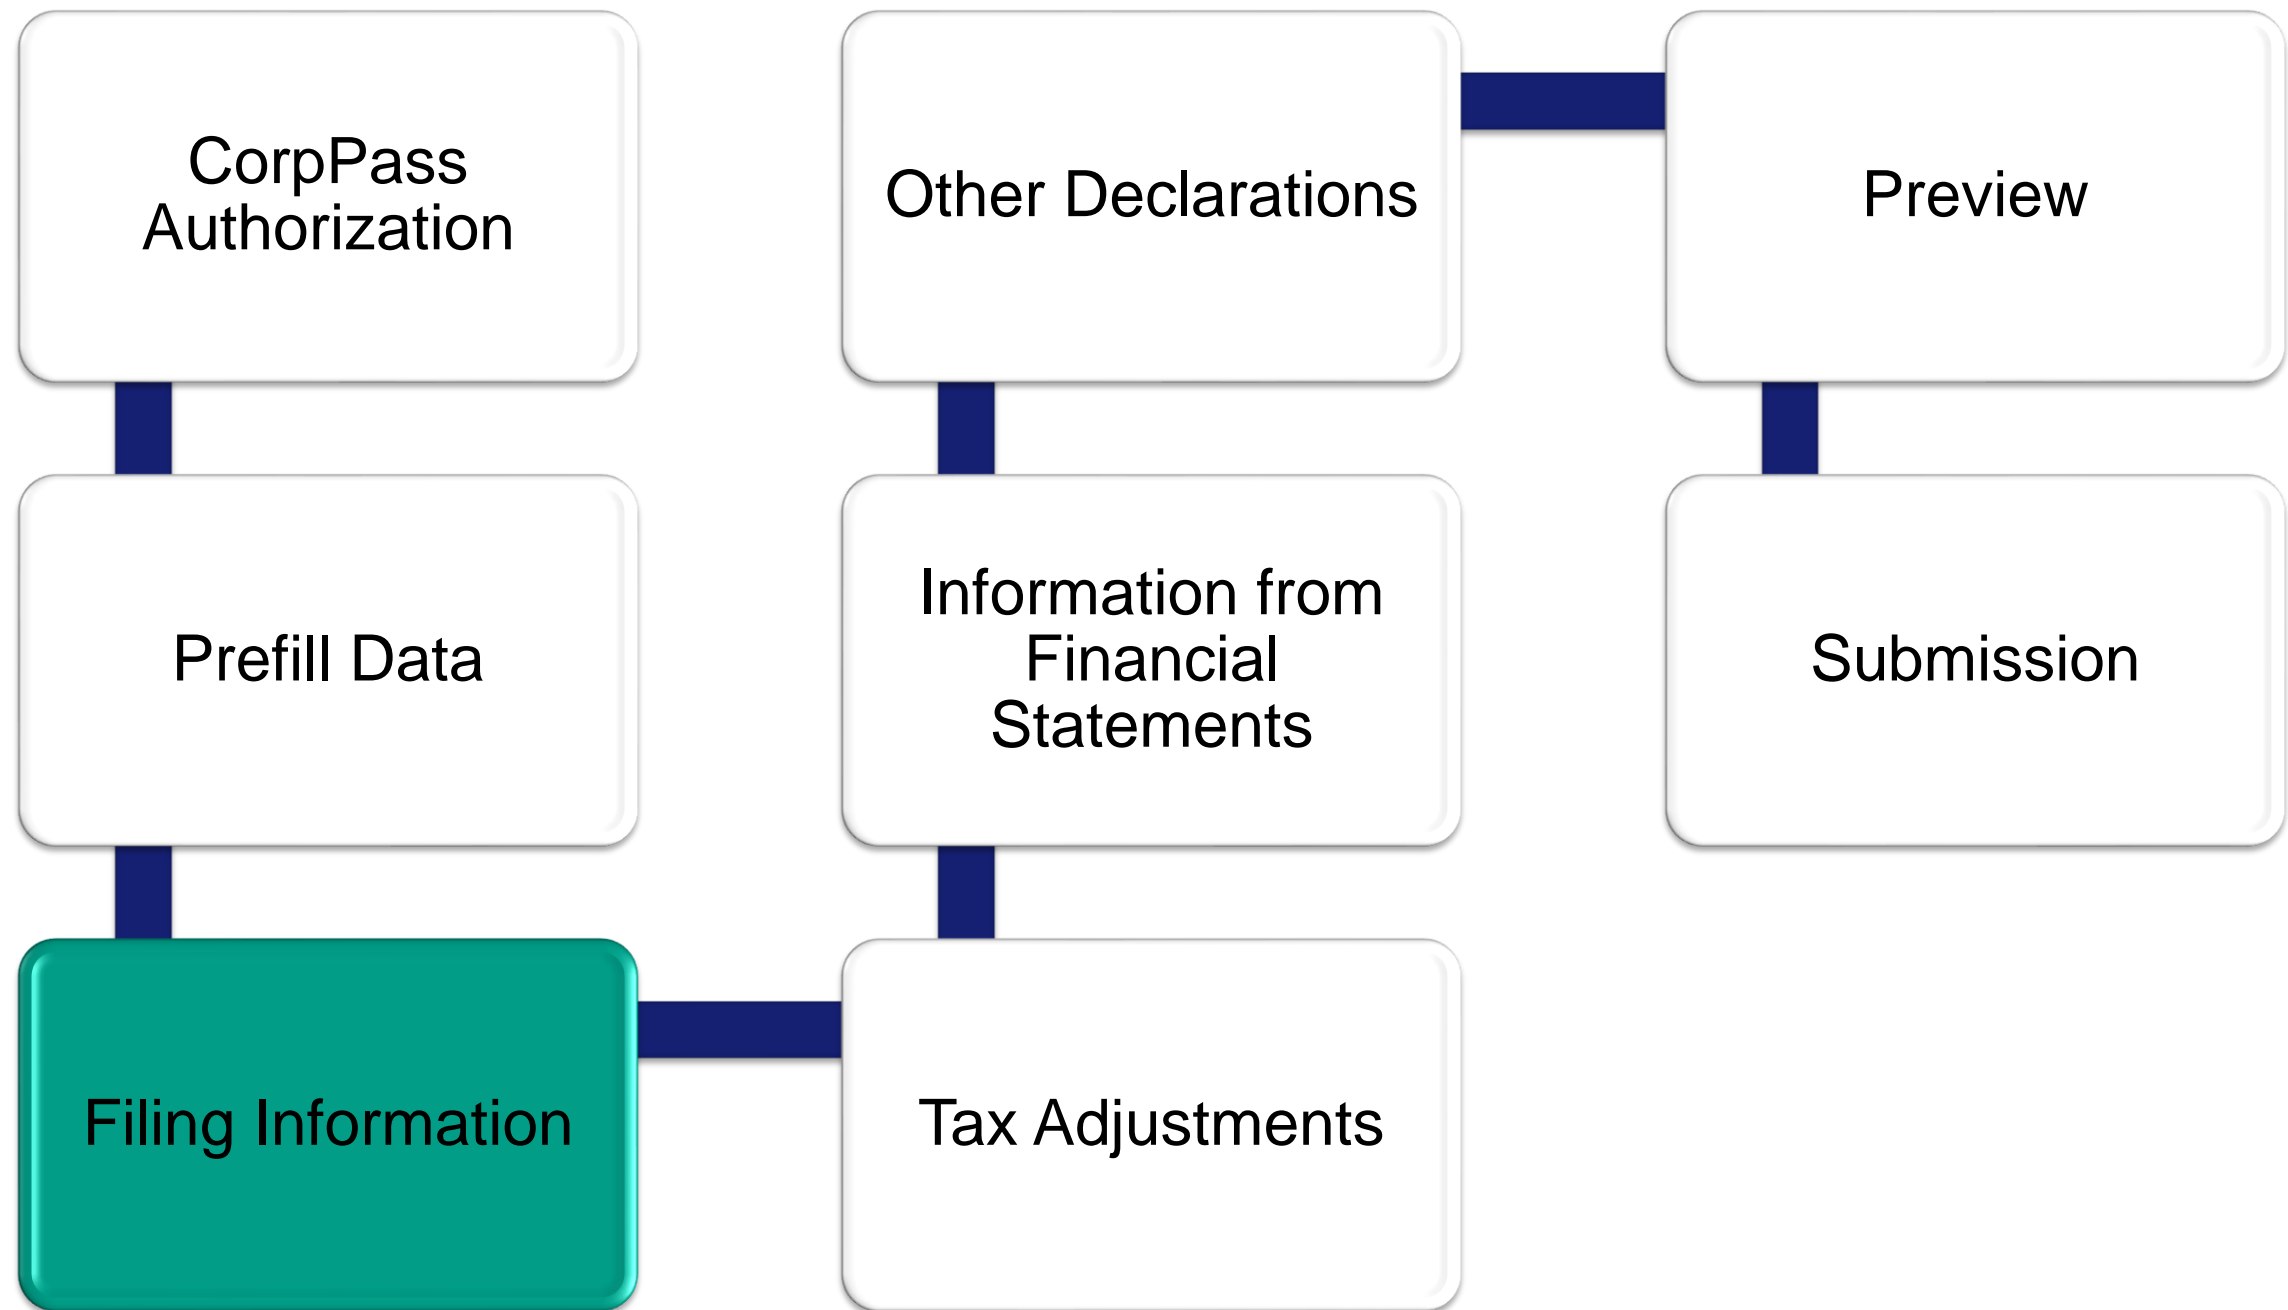 CorpPass
Authorization
Prefill Data
Filing Information
Tax Adjustments
Information from
Financial
Statements
Other Declarations
Preview
Submission